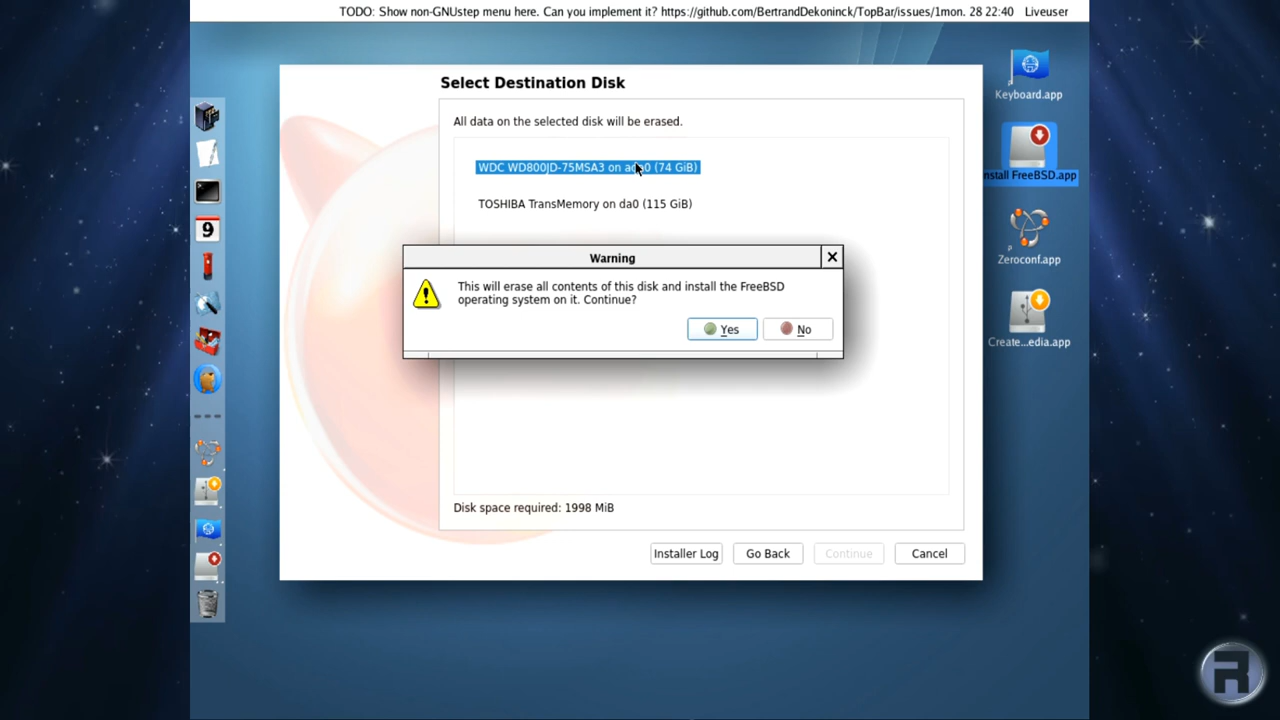 TODO: Show non-GNUstep menu here. Can you implement it? https://github.com/BertrandDekoninck/TopBar/issues/1mon. 28 22:40 Liveuser
Select Destination Disk
All data on the selected disk will be erased.
WDC WD800JD-75MSA3 on ada0 (74 GiB)
TOSHIBA TransMemory on da0 (115 GiB)
Warning
This will erase all contents of this disk and install the FreeBSD
operating system on it. Continue?
Yes
No
Disk space required: 1998 MiB
Installer Log
Go Back
Continue
Cancel
Keyboard.app
nstall FreeBSD.app
Zeroconf.app
Create...edia.app
9
R